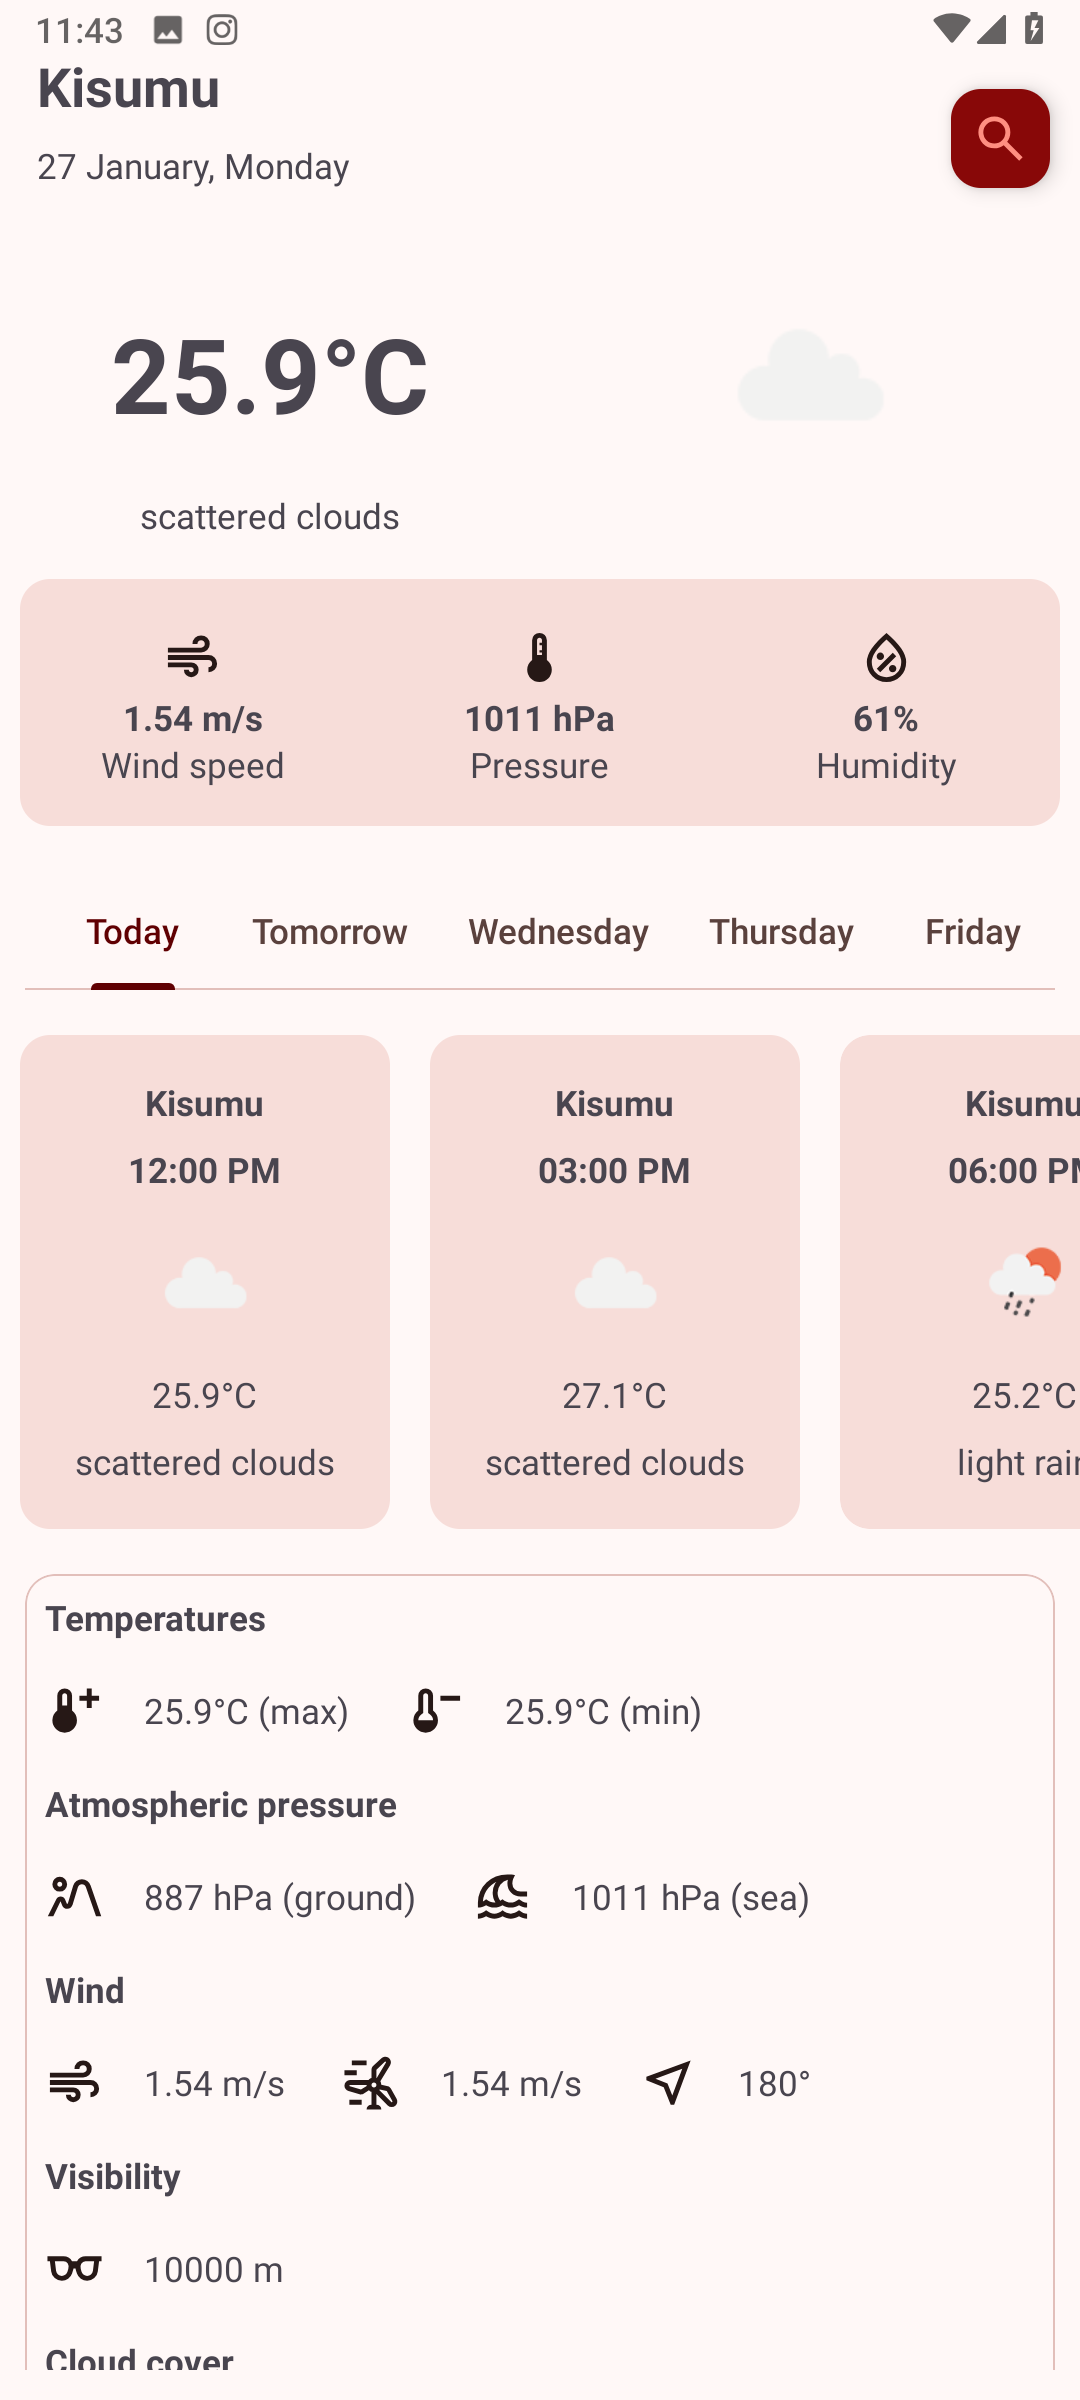 11:43
Kisumu
27 January, Monday
25.9°C
scattered clouds
1.54 m/s 1011 hPa 61%
Wind speed Pressure Humidity
Today Tomorrow Wednesday Thursday Friday
Kisumu Kisumu Kisumu
12:00 PM 03:00 PM 06:00 PM
25.9°C 27.1°C 25.2°C
scattered clouds scattered clouds light rain
Temperatures
25.9°C (max) 25.9°C (min)
Atmospheric pressure
887 hPa (ground) 1011 hPa (sea)
Wind
1.54 m/s 1.54 m/s 180°
Visibility
10000 m
Cloud cover